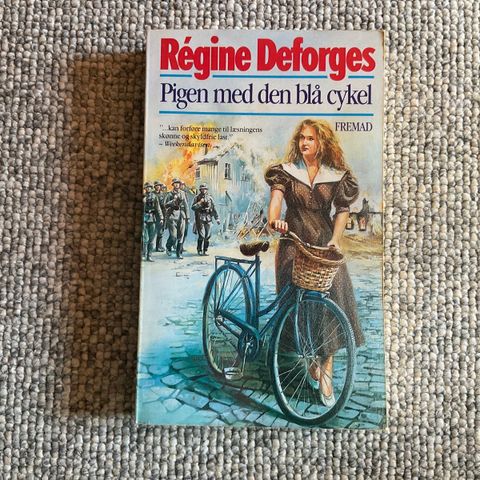 Régine Deforges
Pigen med den blå cykel
FREMAD
"...kan forføre mange til læsningens
skønne og skyldfrie last."
– Weekendavisen